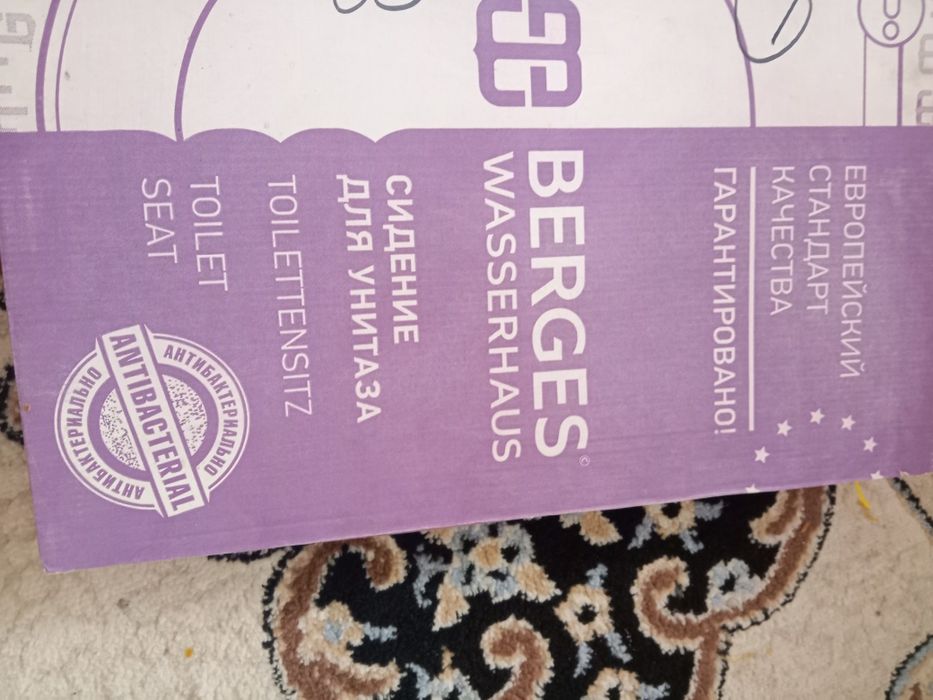 ЕВРОПЕЙСКИЙ
СТАНДАРТ
КАЧЕСТВА
ГАРАНТИРОВАНО!
BERGES©
WASSERHAUS
СИДЕНИЕ
ДЛЯ УНИТАЗА
TOILETTENSITZ
TOILET
SEAT
АНТИБАКТЕРИАЛЬНО
ANTIBACTERIAL
АНТИБАКТЕРИАЛЬНО